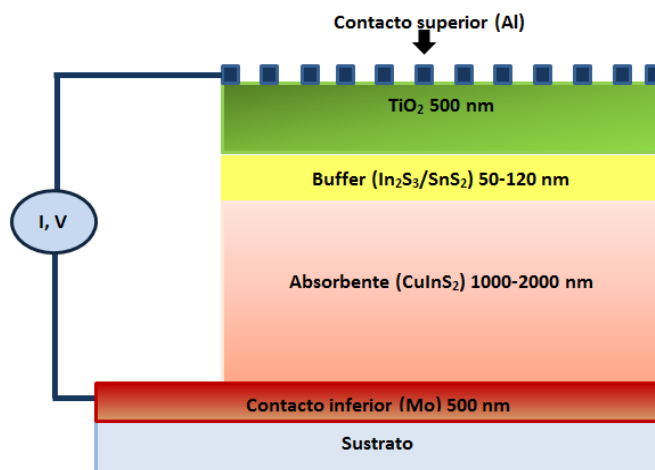 Contacto superior (Al)
TiO₂ 500 nm
Buffer (In₂S₃/SnS₂) 50-120 nm
I, V
Absorbente (CuInS₂) 1000-2000 nm
Contacto inferior (Mo) 500 nm
Sustrato